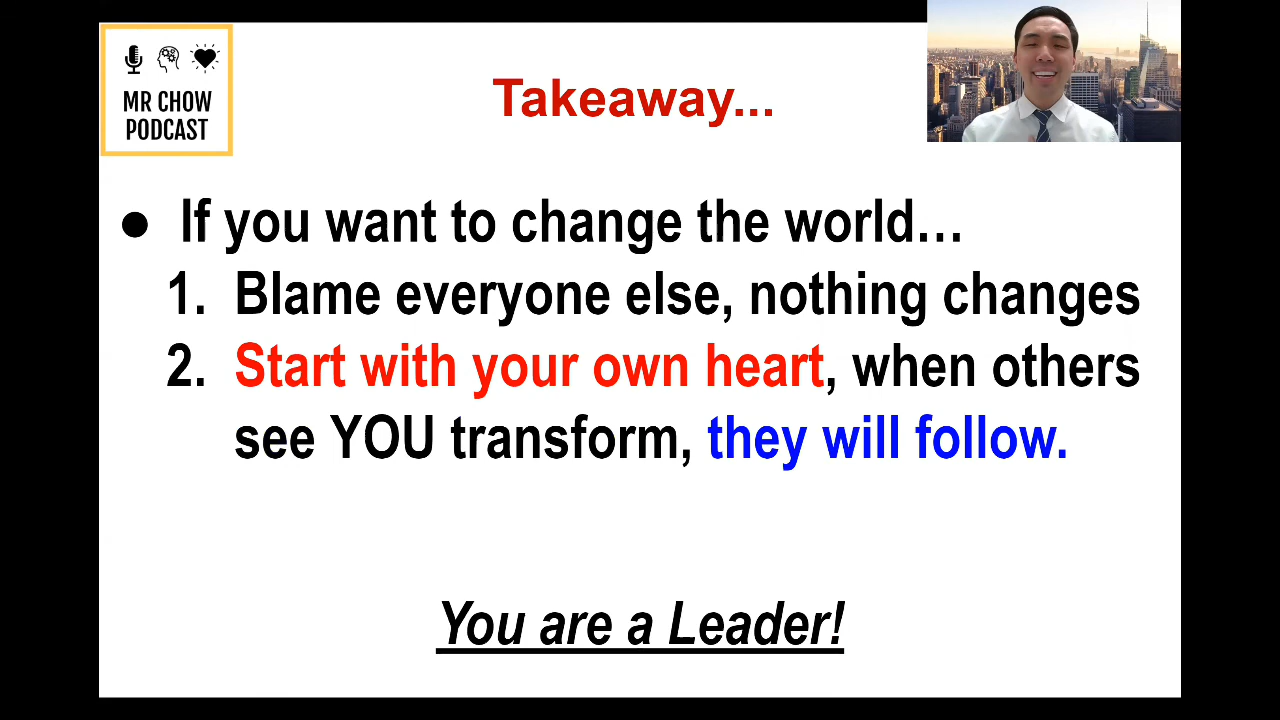 MR CHOW
PODCAST
Takeaway...
● If you want to change the world...
1. Blame everyone else, nothing changes
2. Start with your own heart, when others
see YOU transform, they will follow.
You are a Leader!